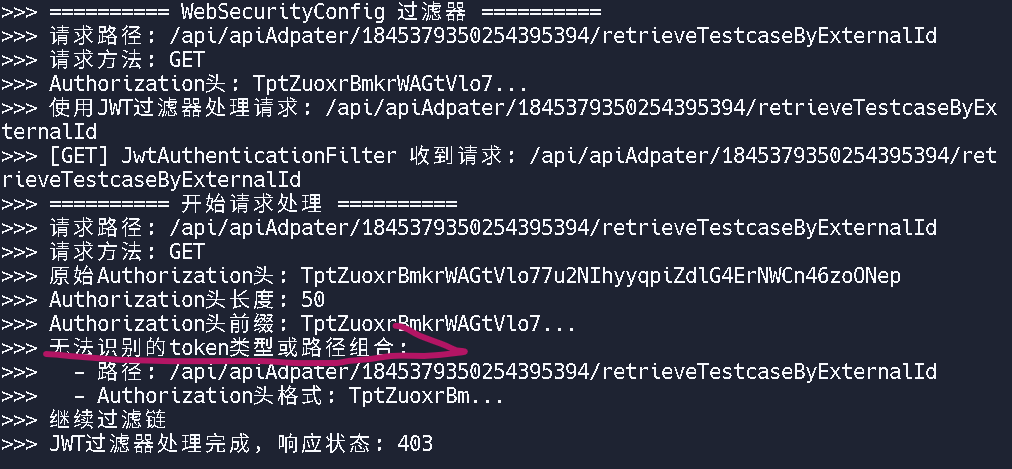 >>> ========== WebSecurityConfig 过滤器 ==========
>>> 请求路径: /api/apiAdpater/1845379350254395394/retrieveTestcaseByExternalId
>>> 请求方法: GET
>>> Authorization头: TptZuoxrBmkrWAGtVlo7...
>>> 使用JWT过滤器处理请求: /api/apiAdpater/1845379350254395394/retrieveTestcaseByEx
ternalId
>>> [GET] JwtAuthenticationFilter 收到请求: /api/apiAdpater/1845379350254395394/ret
rieveTestcaseByExternalId
>>> ========== 开始请求处理 ==========
>>> 请求路径: /api/apiAdpater/1845379350254395394/retrieveTestcaseByExternalId
>>> 请求方法: GET
>>> 原始Authorization头: TptZuoxrBmkrWAGtVlo77u2NIhyyqpiZdlG4ErNWCn46zoONep
>>> Authorization头长度: 50
>>> Authorization头前缀: TptZuoxrBmkrWAGtVlo7...
>>> 无法识别的token类型或路径组合:
>>>   - 路径: /api/apiAdpater/1845379350254395394/retrieveTestcaseByExternalId
>>>   - Authorization头格式: TptZuoxrBm...
>>> 继续过滤链
>>> JWT过滤器处理完成, 响应状态: 403